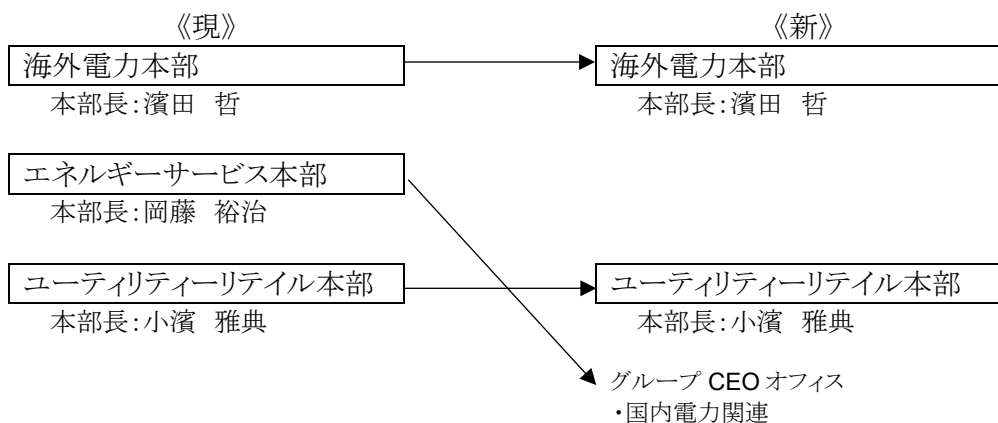 《現》
《新》
海外電力本部
海外電力本部
本部長:濱田　哲
本部長:濱田　哲
エネルギーサービス本部
本部長:岡藤　裕治
ユーティリティーリテイル本部
ユーティリティーリテイル本部
本部長:小濱　雅典
本部長:小濱　雅典
グループ CEO オフィス
・国内電力関連